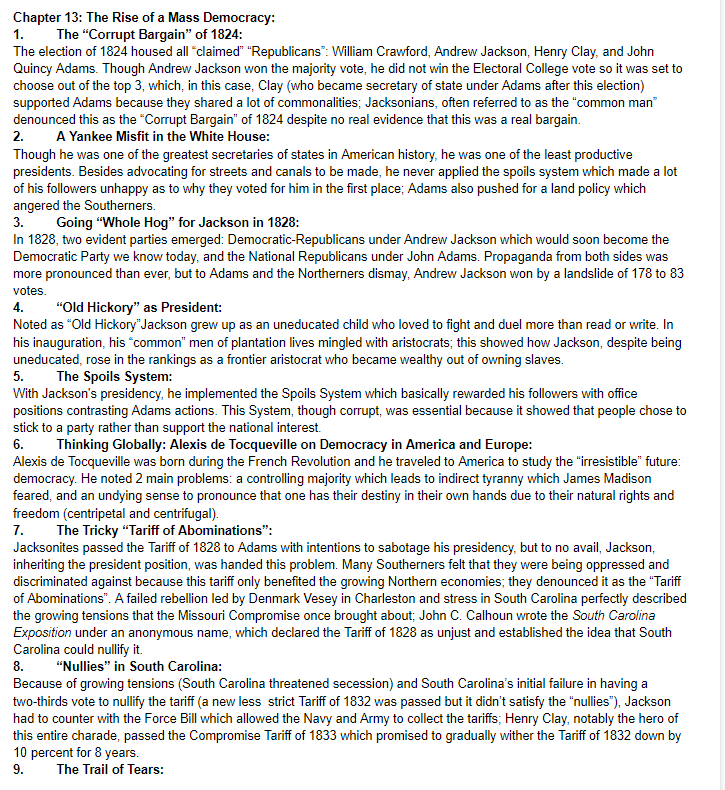 Chapter 13: The Rise of a Mass Democracy:
1. The “Corrupt Bargain” of 1824:
The election of 1824 housed all “claimed” “Republicans”: William Crawford, Andrew Jackson, Henry Clay, and John
Quincy Adams. Though Andrew Jackson won the majority vote, he did not win the Electoral College vote so it was set to
choose out of the top 3, which, in this case, Clay (who became secretary of state under Adams after this election)
supported Adams because they shared a lot of commonalities; Jacksonians, often referred to as the “common man”
denounced this as the “Corrupt Bargain” of 1824 despite no real evidence that this was a real bargain.
2. A Yankee Misfit in the White House:
Though he was one of the greatest secretaries of states in American history, he was one of the least productive
presidents. Besides advocating for streets and canals to be made, he never applied the spoils system which made a lot
of his followers unhappy as to why they voted for him in the first place; Adams also pushed for a land policy which
angered the Southerners.
3. Going “Whole Hog” for Jackson in 1828:
In 1828, two evident parties emerged: Democratic-Republicans under Andrew Jackson which would soon become the
Democratic Party we know today, and the National Republicans under John Adams. Propaganda from both sides was
more pronounced than ever, but to Adams and the Northerners dismay, Andrew Jackson won by a landslide of 178 to 83
votes.
4. “Old Hickory” as President:
Noted as “Old Hickory”Jackson grew up as an uneducated child who loved to fight and duel more than read or write. In
his inauguration, his “common” men of plantation lives mingled with aristocrats; this showed how Jackson, despite being
uneducated, rose in the rankings as a frontier aristocrat who became wealthy out of owning slaves.
5. The Spoils System:
With Jackson’s presidency, he implemented the Spoils System which basically rewarded his followers with office
positions contrasting Adams actions. This System, though corrupt, was essential because it showed that people chose to
stick to a party rather than support the national interest.
6. Thinking Globally: Alexis de Tocqueville on Democracy in America and Europe:
Alexis de Tocqueville was born during the French Revolution and he traveled to America to study the “irresistible” future:
democracy. He noted 2 main problems: a controlling majority which leads to indirect tyranny which James Madison
feared, and an undying sense to pronounce that one has their destiny in their own hands due to their natural rights and
freedom (centripetal and centrifugal).
7. The Tricky “Tariff of Abominations”:
Jacksonites passed the Tariff of 1828 to Adams with intentions to sabotage his presidency, but to no avail, Jackson,
inheriting the president position, was handed this problem. Many Southerners felt that they were being oppressed and
discriminated against because this tariff only benefited the growing Northern economies; they denounced it as the “Tariff
of Abominations”. A failed rebellion led by Denmark Vesey in Charleston and stress in South Carolina perfectly described
the growing tensions that the Missouri Compromise once brought about; John C. Calhoun wrote the South Carolina
Exposition under an anonymous name, which declared the Tariff of 1828 as unjust and established the idea that South
Carolina could nullify it.
8. “Nullies” in South Carolina:
Because of growing tensions (South Carolina threatened secession) and South Carolina’s initial failure in having a
two-thirds vote to nullify the tariff (a new less strict Tariff of 1832 was passed but it didn’t satisfy the “nullies”), Jackson
had to counter with the Force Bill which allowed the Navy and Army to collect the tariffs; Henry Clay, notably the hero of
this entire charade, passed the Compromise Tariff of 1833 which promised to gradually wither the Tariff of 1832 down by
10 percent for 8 years.
9. The Trail of Tears: